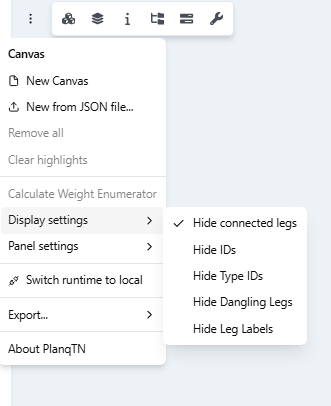 Canvas
New Canvas
New from JSON file...
Remove all
Clear highlights
Calculate Weight Enumerator
Display settings
Panel settings
Switch runtime to local
Export...
About PlanqTN
Hide connected legs
Hide IDs
Hide Type IDs
Hide Dangling Legs
Hide Leg Labels